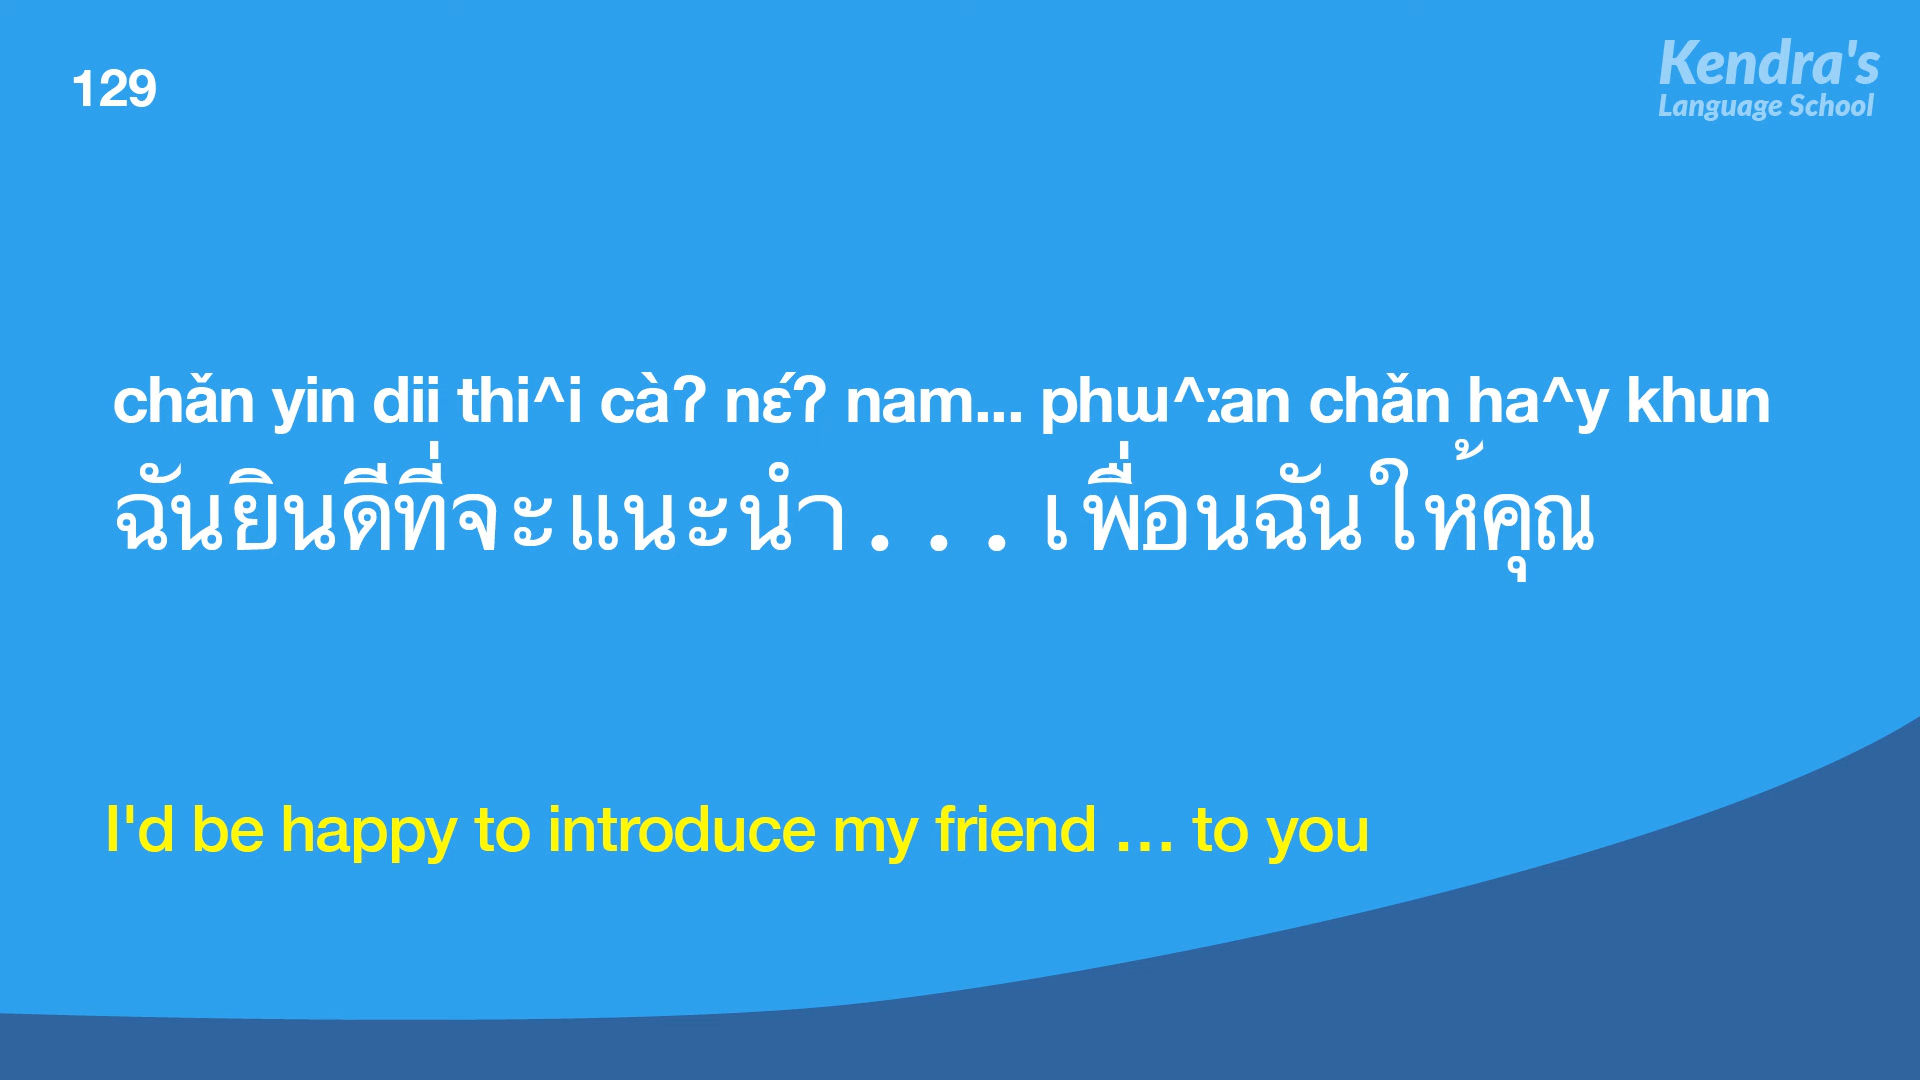 129
Kendra's
Language School
chǎn yin dii thi^i cà? nɛ́? nam... phɯ^ːan chǎn ha^y khun
ฉันยินดีที่จะแนะนำ...เพื่อนฉันให้คุณ
I'd be happy to introduce my friend … to you